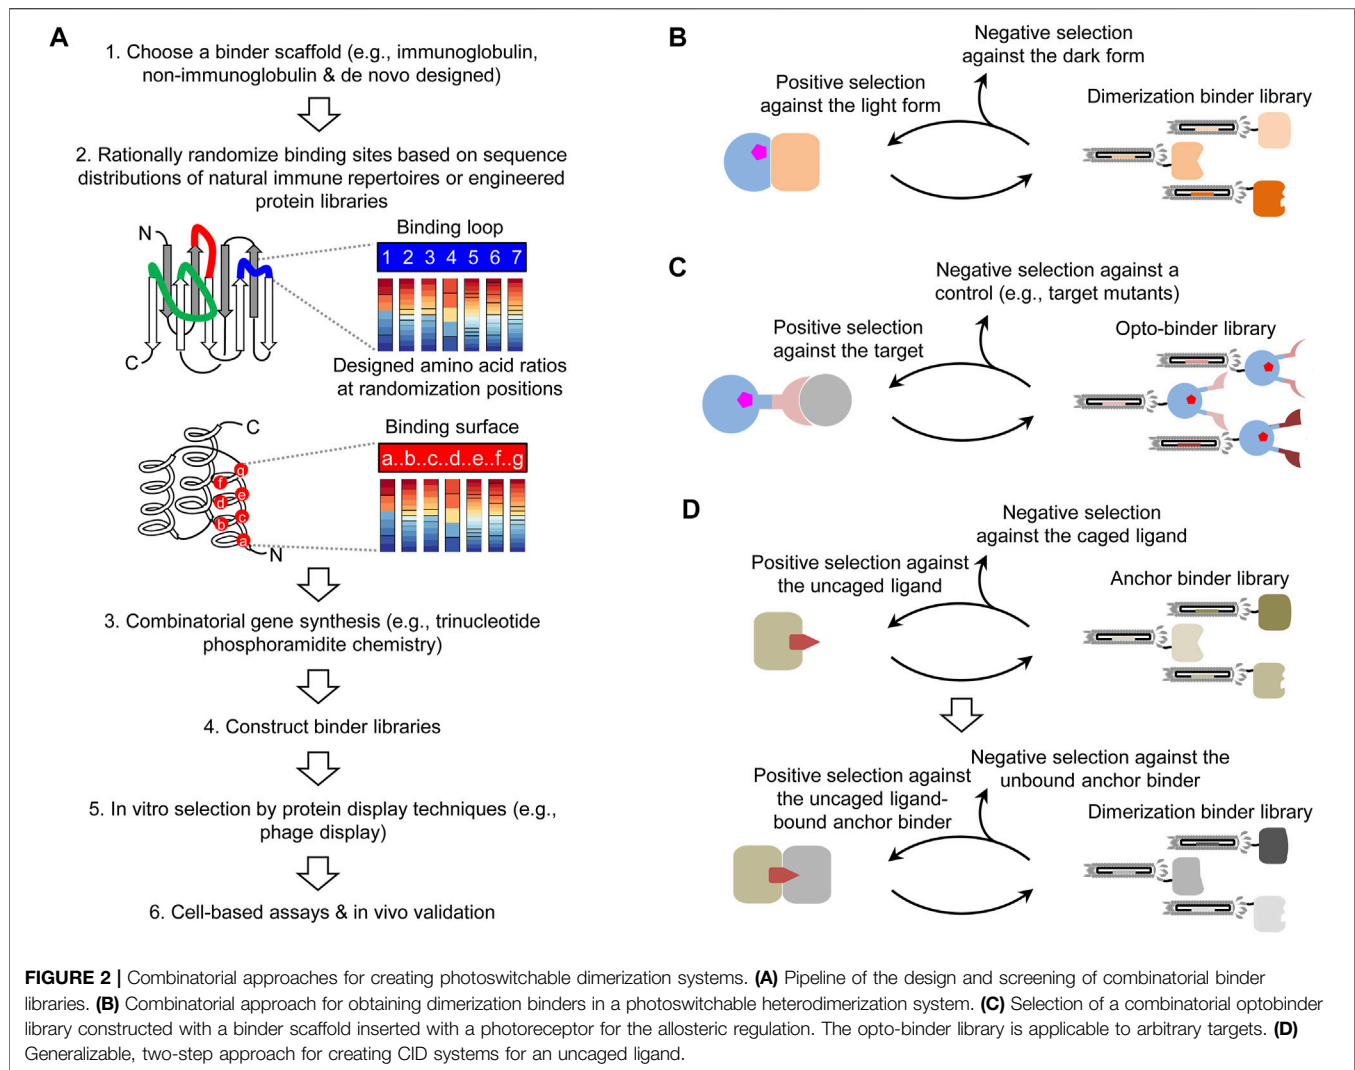 A
1. Choose a binder scaffold (e.g., immunoglobulin,
non-immunoglobulin & de novo designed)
2. Rationally randomize binding sites based on sequence
distributions of natural immune repertoires or engineered
protein libraries
N
C
Binding loop
1 2 3 4 5 6 7
Designed amino acid ratios
at randomization positions
C
N
g
f
e
d
c
b
a
Binding surface
a..b..c..d..e..f..g
3. Combinatorial gene synthesis (e.g., trinucleotide
phosphoramidite chemistry)
4. Construct binder libraries
5. In vitro selection by protein display techniques (e.g.,
phage display)
6. Cell-based assays & in vivo validation
B
Negative selection
against the dark form
Positive selection
against the light form
Dimerization binder library
C
Negative selection against a
control (e.g., target mutants)
Positive selection
against the target
Opto-binder library
D
Negative selection
against the caged ligand
Positive selection against
the uncaged ligand
Anchor binder library
Negative selection against the
unbound anchor binder
Positive selection against
the uncaged ligand-
bound anchor binder
Dimerization binder library
FIGURE 2 | Combinatorial approaches for creating photoswitchable dimerization systems. (A) Pipeline of the design and screening of combinatorial binder
libraries. (B) Combinatorial approach for obtaining dimerization binders in a photoswitchable heterodimerization system. (C) Selection of a combinatorial optobinder
library constructed with a binder scaffold inserted with a photoreceptor for the allosteric regulation. The opto-binder library is applicable to arbitrary targets. (D)
Generalizable, two-step approach for creating CID systems for an uncaged ligand.